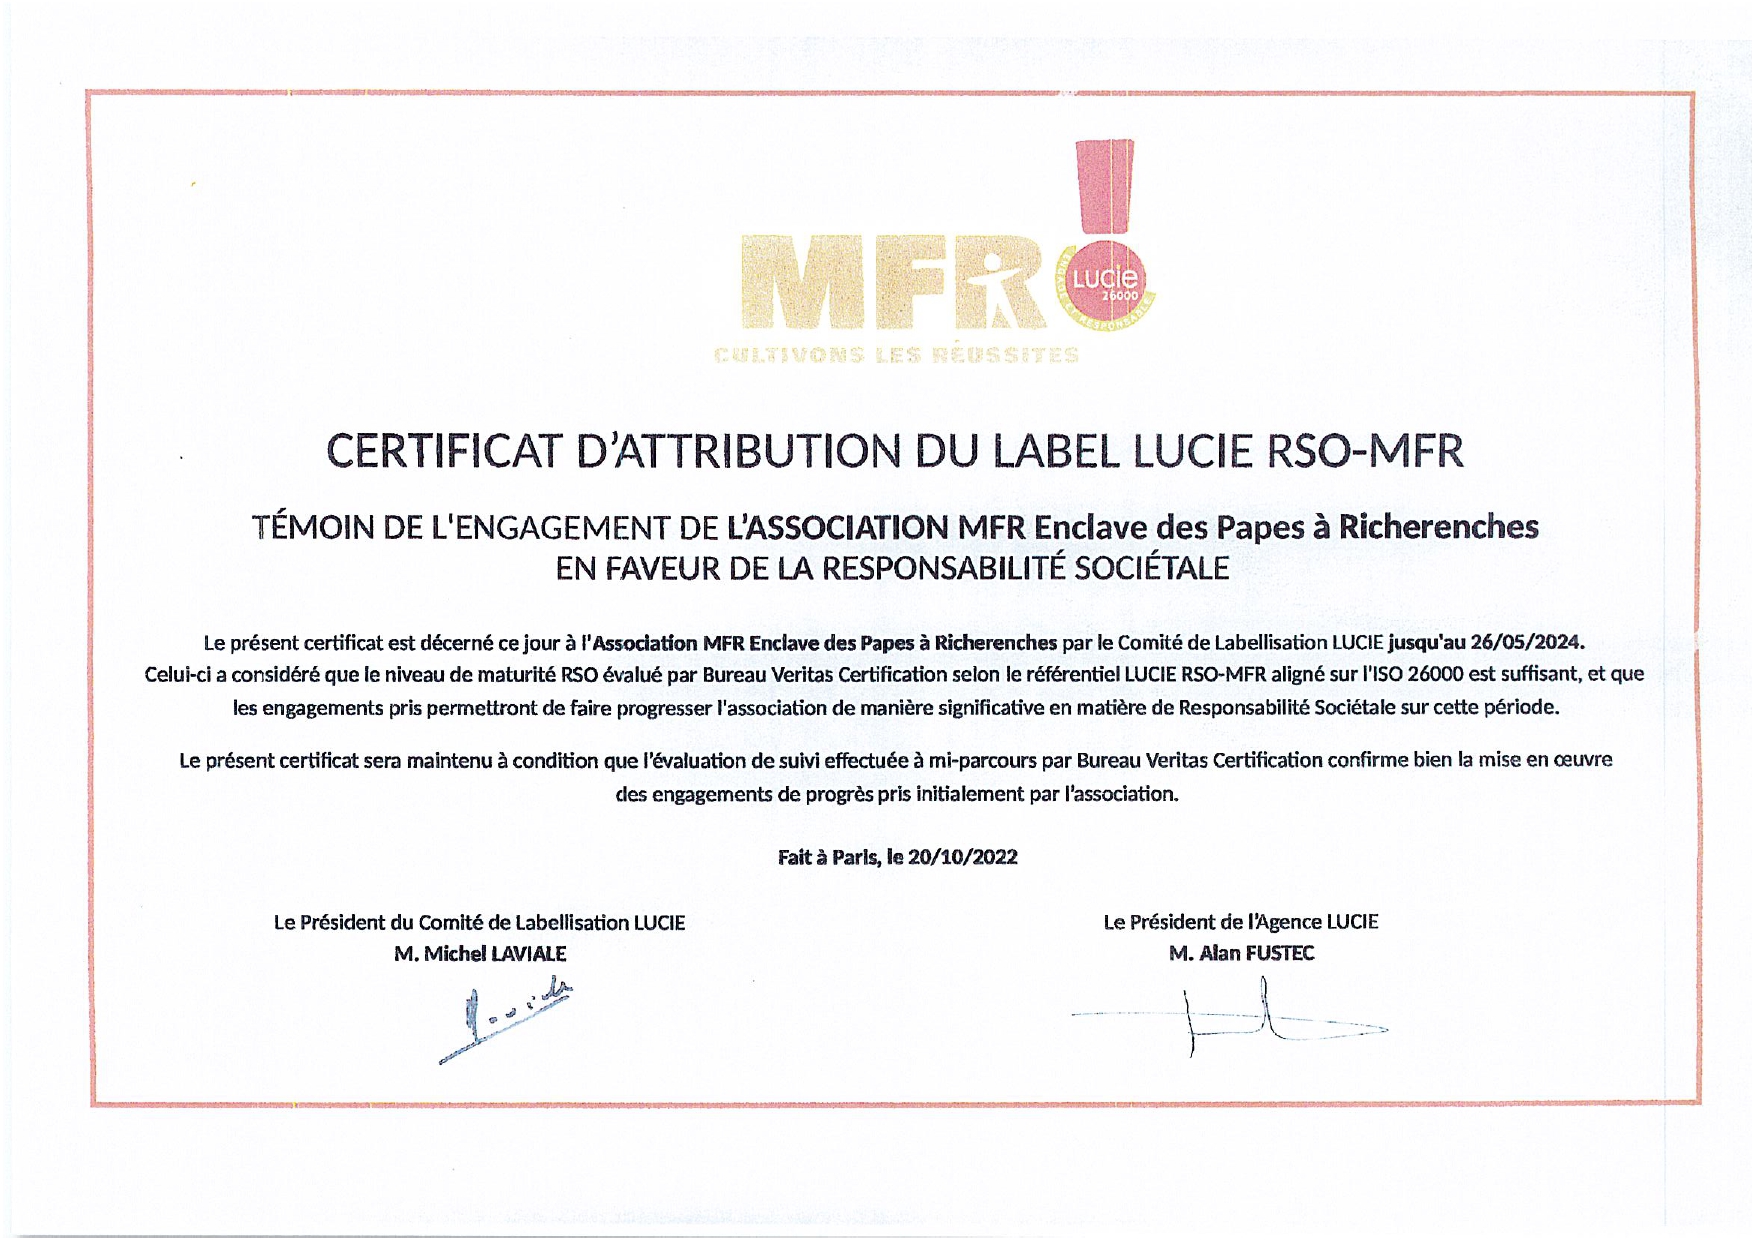 MFR
LUCIE
26000
ENGAGÉ ET RESPONSABLE
CULTIVONS LES RÉUSSITES
CERTIFICAT D'ATTRIBUTION DU LABEL LUCIE RSO-MFR
TÉMOIN DE L'ENGAGEMENT DE L'ASSOCIATION MFR Enclave des Papes à Richerenches
EN FAVEUR DE LA RESPONSABILITÉ SOCIÉTALE
Le présent certificat est décerné ce jour à l'Association MFR Enclave des Papes à Richerenches par le Comité de Labellisation LUCIE jusqu'au 26/05/2024.
Celui-ci a considéré que le niveau de maturité RSO évalué par Bureau Veritas Certification selon le référentiel LUCIE RSO-MFR aligné sur l'ISO 26000 est suffisant, et que
les engagements pris permettront de faire progresser l'association de manière significative en matière de Responsabilité Sociétale sur cette période.
Le présent certificat sera maintenu à condition que l'évaluation de suivi effectuée à mi-parcours par Bureau Veritas Certification confirme bien la mise en œuvre
des engagements de progrès pris initialement par l'association.
Fait à Paris, le 20/10/2022
Le Président du Comité de Labellisation LUCIE
M. Michel LAVIALE
Le Président de l'Agence LUCIE
M. Alan FUSTEC